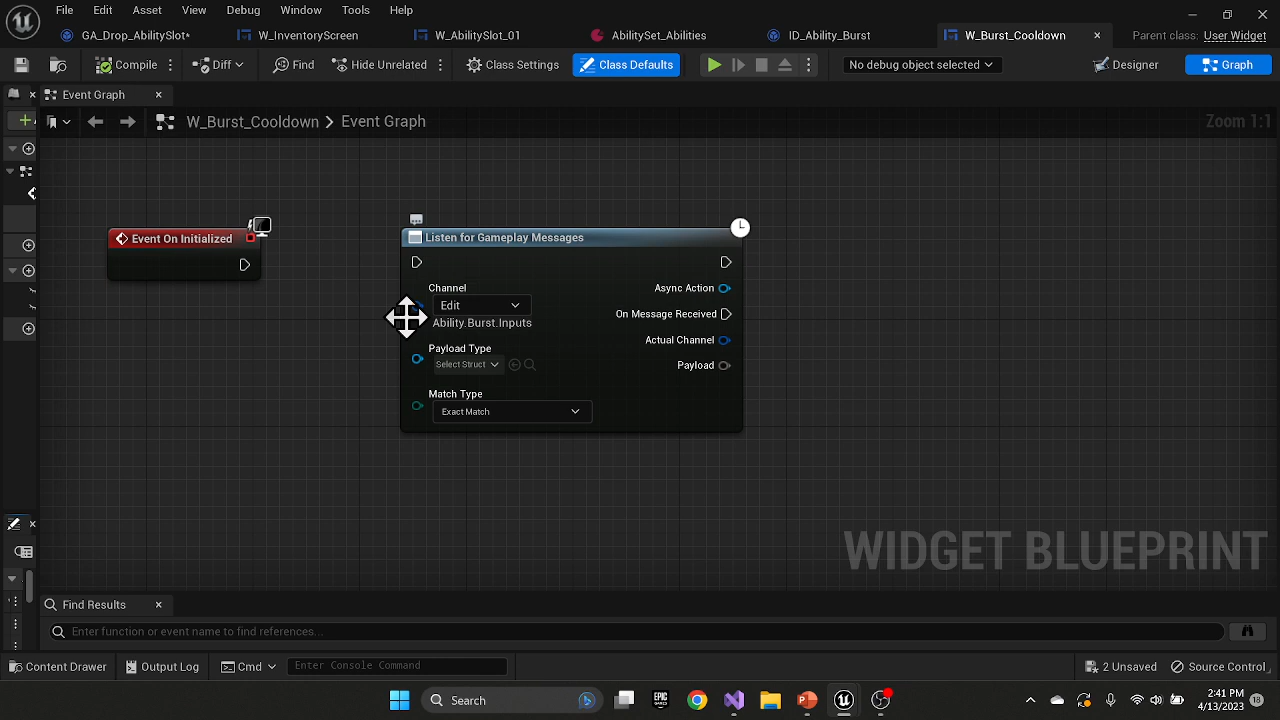 File Edit Asset View Debug Window Tools Help
GA_Drop_AbilitySlot* W_InventoryScreen W_AbilitySlot_01 AbilitySet_Abilities ID_Ability_Burst W_Burst_Cooldown Parent class: User Widget
Compile Diff Find Hide Unrelated Class Settings Class Defaults No debug object selected Designer Graph
Event Graph
W_Burst_Cooldown > Event Graph Zoom 1:1
Event On Initialized
Listen for Gameplay Messages
Channel
Edit
Ability.Burst.Inputs
Payload Type
Select Struct
Match Type
Exact Match
Async Action
On Message Received
Actual Channel
Payload
WIDGET BLUEPRINT
Find Results
Enter function or event name to find references...
Content Drawer Output Log Cmd Enter Console Command 2 Unsaved Source Control
Search
EPIC GAMES
2:41 PM
4/13/2023
18